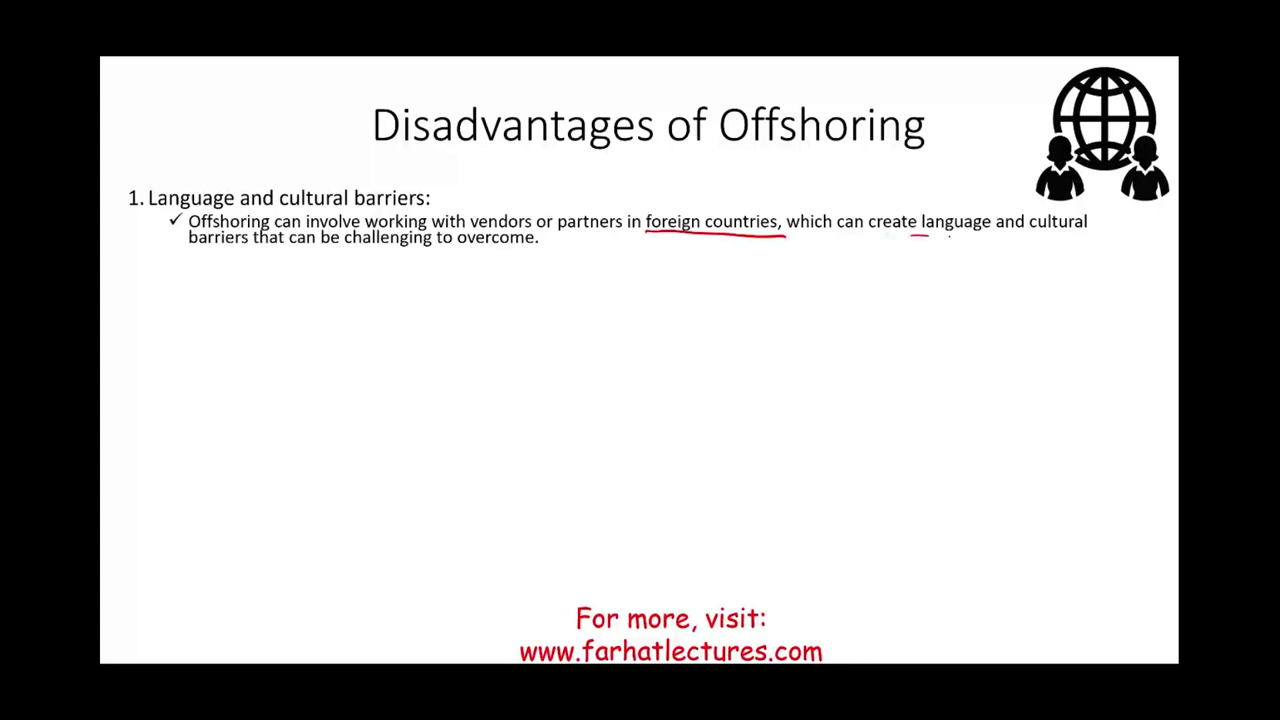 Disadvantages of Offshoring
1. Language and cultural barriers:
✓ Offshoring can involve working with vendors or partners in foreign countries, which can create language and cultural
barriers that can be challenging to overcome.
For more, visit:
www.farhatlectures.com